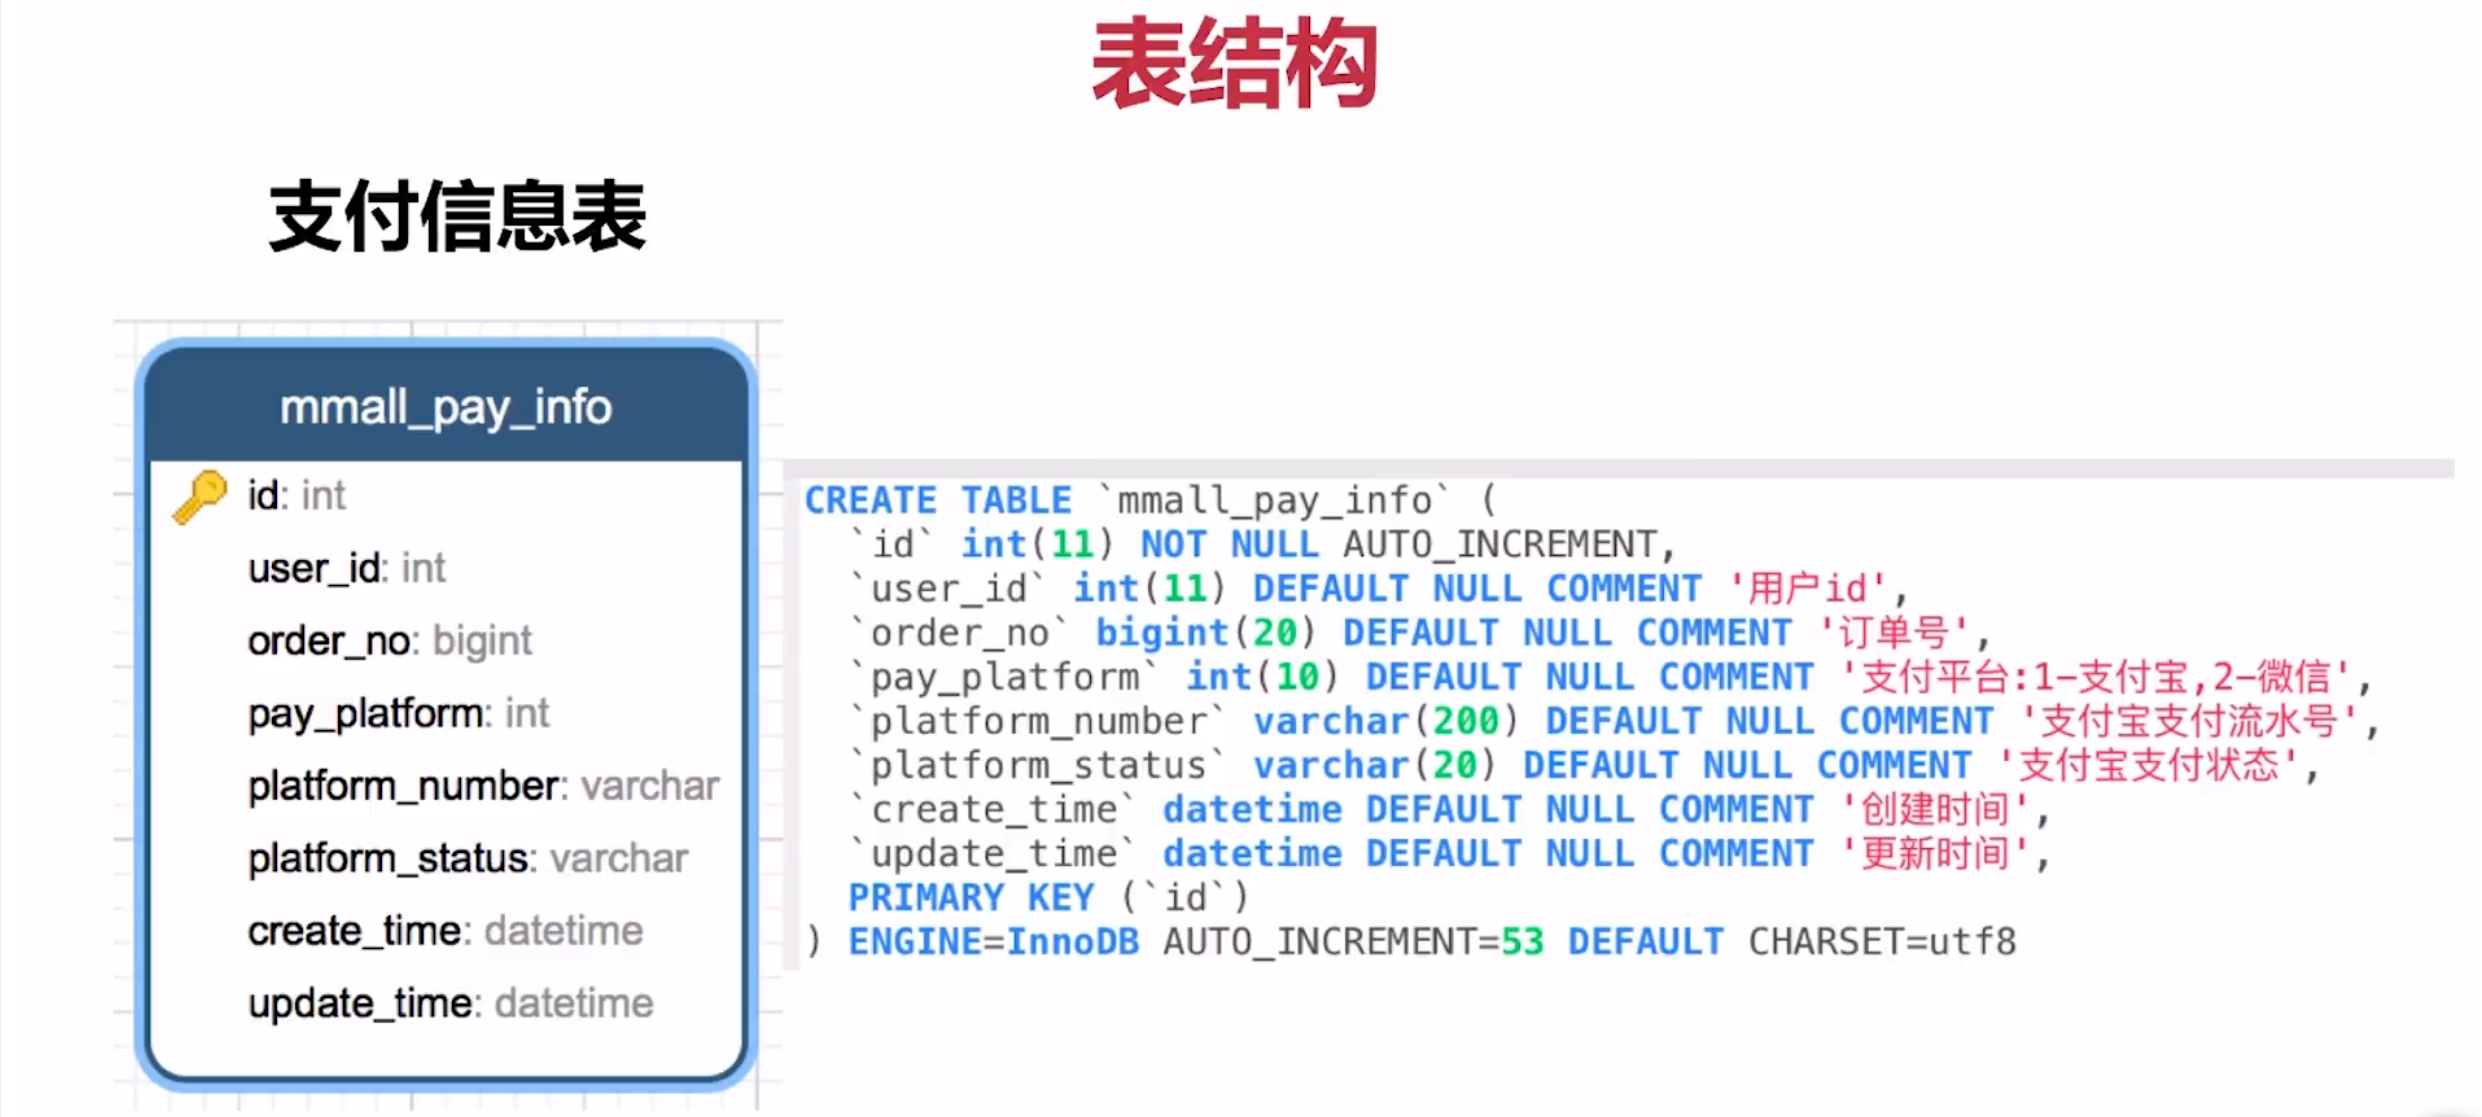 表结构
支付信息表
mmall_pay_info
id: int
user_id: int
order_no: bigint
pay_platform: int
platform_number: varchar
platform_status: varchar
create_time: datetime
update_time: datetime
CREATE TABLE `mmall_pay_info` (
`id` int(11) NOT NULL AUTO_INCREMENT,
`user_id` int(11) DEFAULT NULL COMMENT '用户id',
`order_no` bigint(20) DEFAULT NULL COMMENT '订单号',
`pay_platform` int(10) DEFAULT NULL COMMENT '支付平台:1-支付宝,2-微信',
`platform_number` varchar(200) DEFAULT NULL COMMENT '支付宝支付流水号',
`platform_status` varchar(20) DEFAULT NULL COMMENT '支付宝支付状态',
`create_time` datetime DEFAULT NULL COMMENT '创建时间',
`update_time` datetime DEFAULT NULL COMMENT '更新时间',
PRIMARY KEY (`id`)
) ENGINE=InnoDB AUTO_INCREMENT=53 DEFAULT CHARSET=utf8